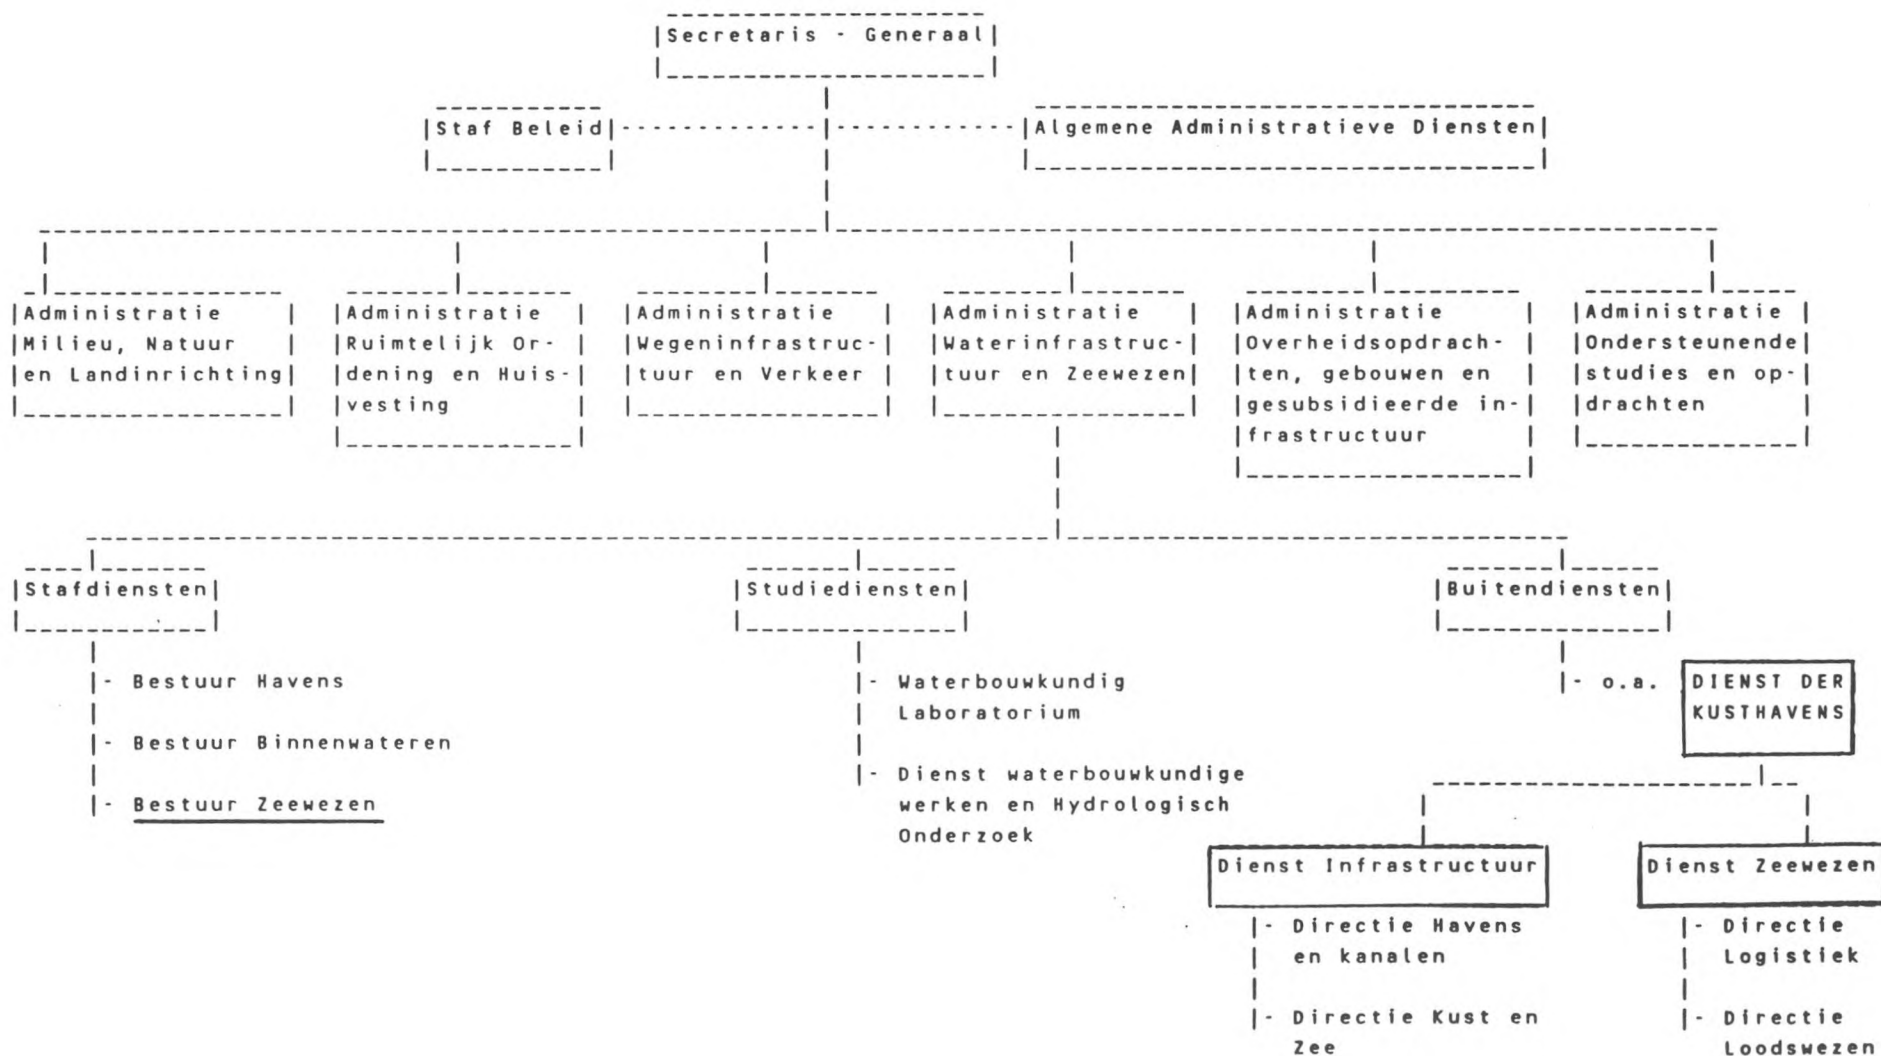 Secretaris - Generaal
Staf Beleid
Algemene Administratieve Diensten
Administratie
Milieu, Natuur
en Landinrichting
Administratie
Ruimtelijk Or-
dening en Huis-
vesting
Administratie
Wegeninfrastruc-
tuur en Verkeer
Administratie
Waterinfrastruc-
tuur en Zeewezen
Administratie
Overheidsopdrach-
ten, gebouwen en
gesubsidieerde in-
frastructuur
Administratie
Ondersteunende
studies en op-
drachten
Stafdiensten
- Bestuur Havens
- Bestuur Binnenwateren
- Bestuur Zeewezen
Studiediensten
- Waterbouwkundig
Laboratorium
- Dienst waterbouwkundige
werken en Hydrologisch
Onderzoek
Buitendiensten
- o.a.
DIENST DER
KUSTHAVENS
Dienst Infrastructuur
- Directie Havens
en kanalen
- Directie Kust en
Zee
Dienst Zeewezen
- Directie
Logistiek
- Directie
Loodswezen